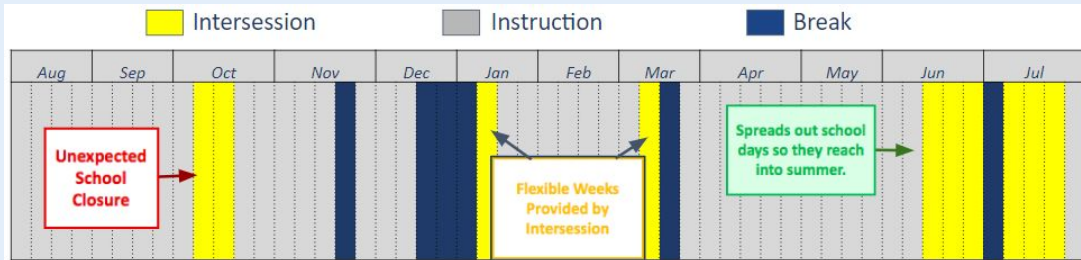 Intersession Instruction Break
Aug Sep Oct Nov Dec Jan Feb Mar Apr May Jun Jul
Unexpected
School
Closure
Flexible Weeks
Provided by
Intersession
Spreads out school
days so they reach
into summer.